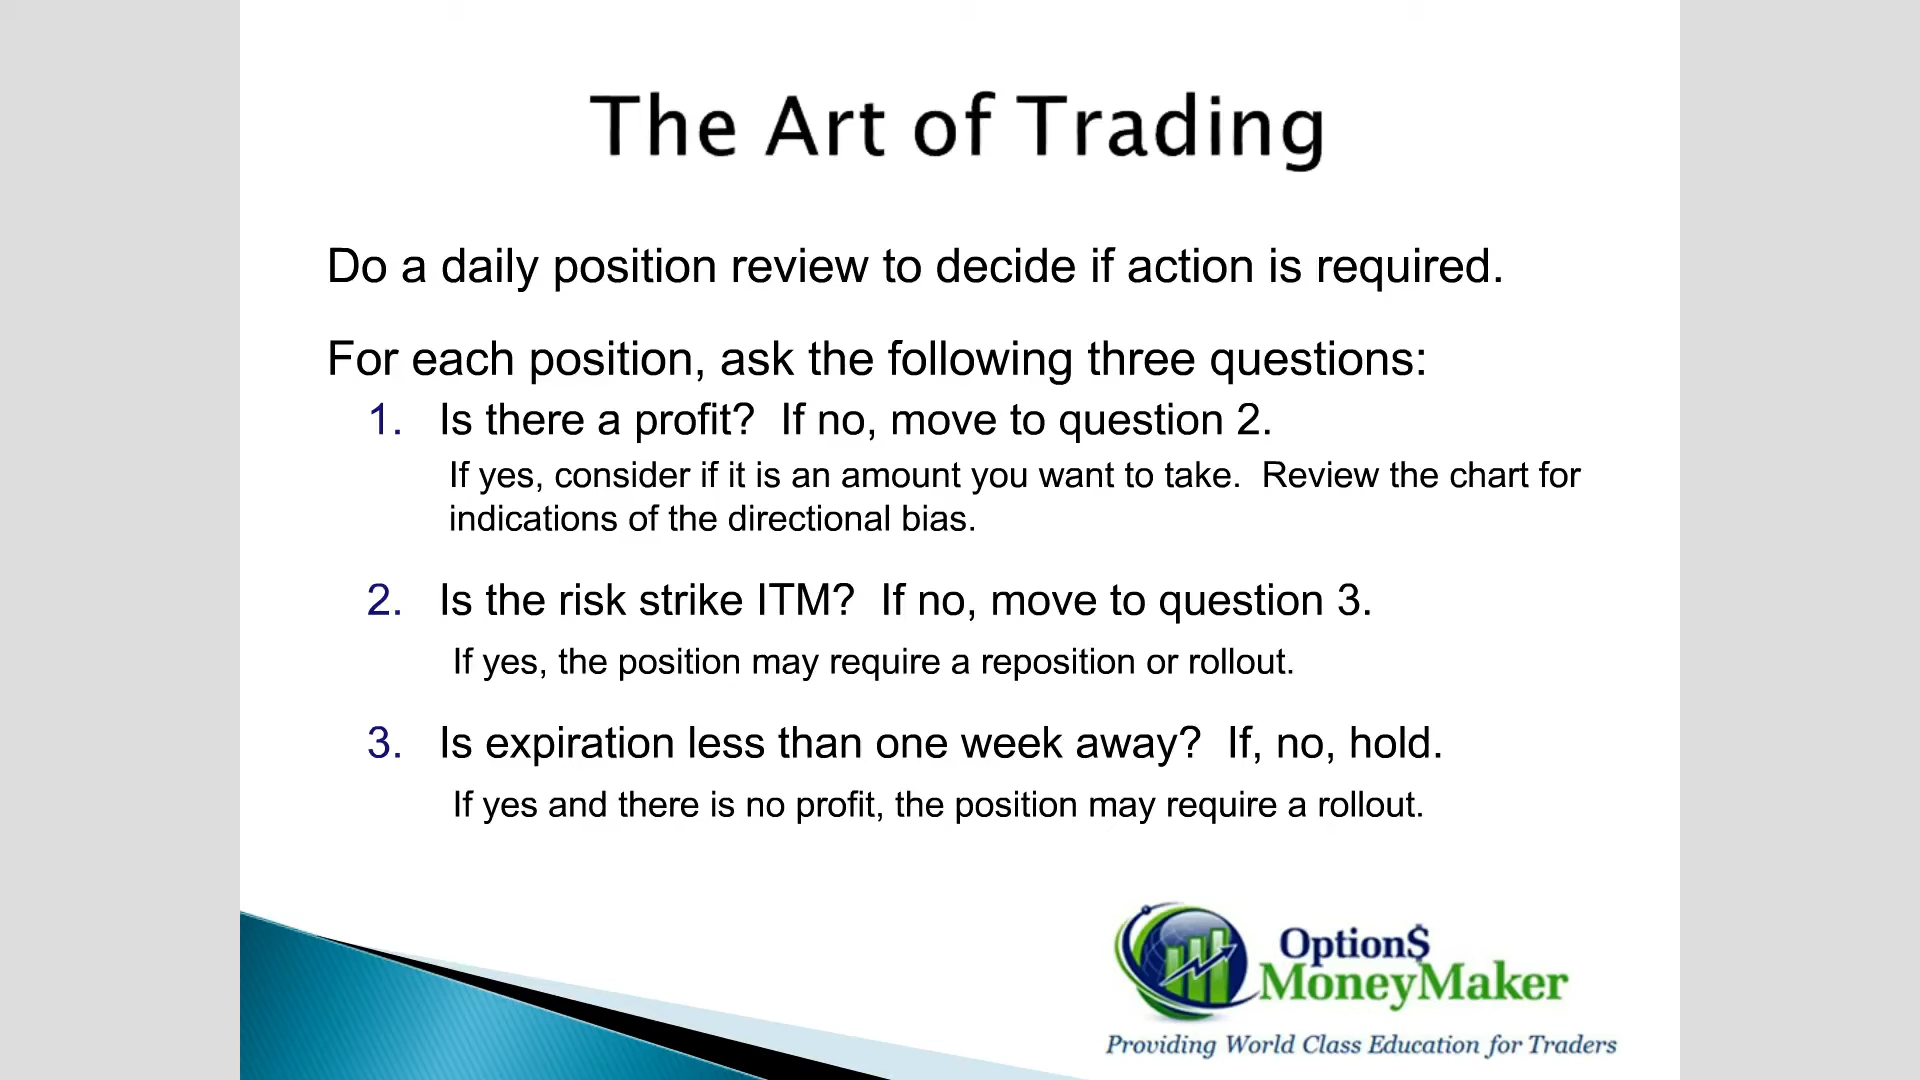 The Art of Trading
Do a daily position review to decide if action is required.
For each position, ask the following three questions:
1. Is there a profit?  If no, move to question 2.
If yes, consider if it is an amount you want to take.  Review the chart for
indications of the directional bias.
2. Is the risk strike ITM?  If no, move to question 3.
If yes, the position may require a reposition or rollout.
3. Is expiration less than one week away?  If, no, hold.
If yes and there is no profit, the position may require a rollout.
Option$
MoneyMaker
Providing World Class Education for Traders